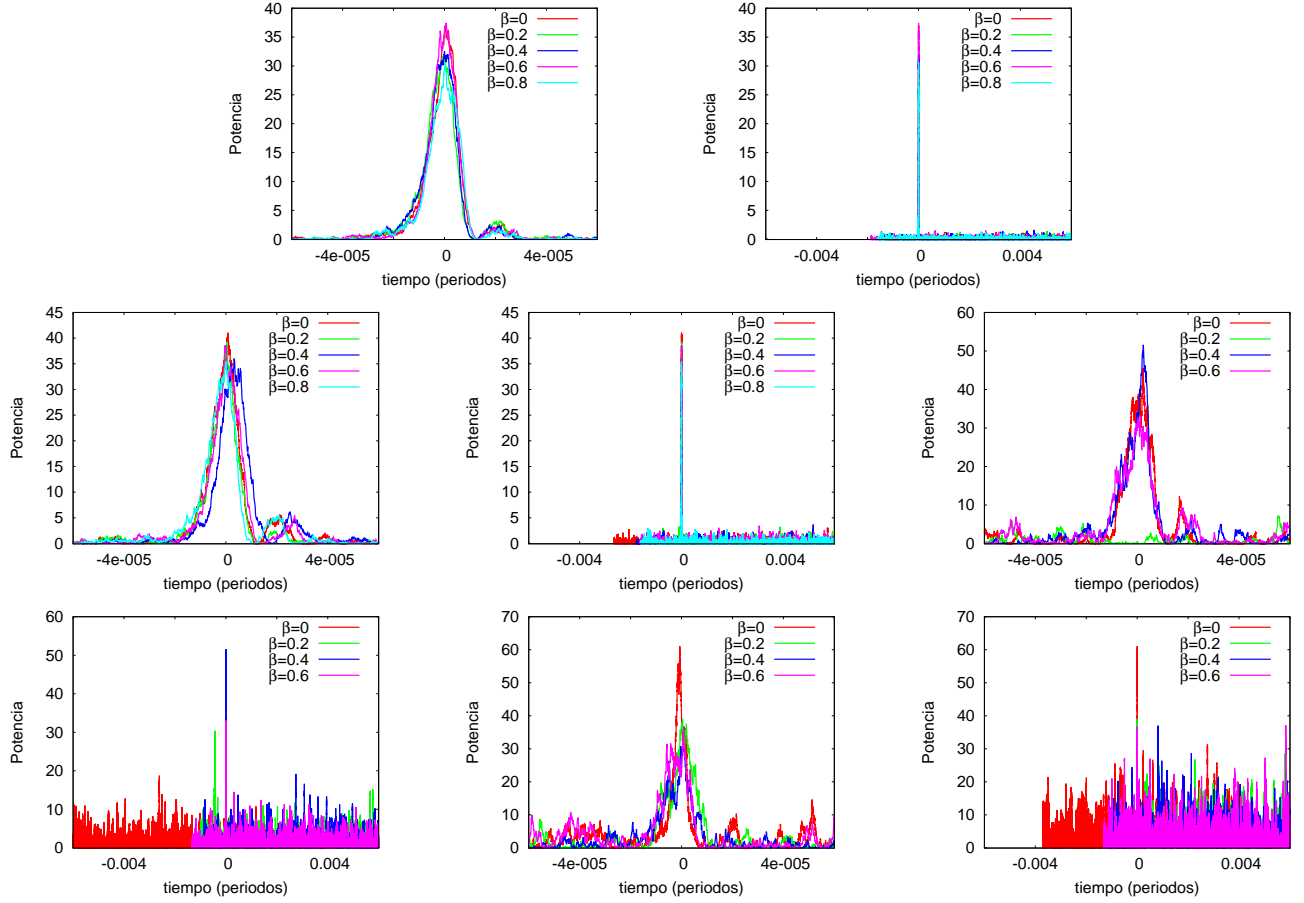 40
35
30
25
20
15
10
5
0
Potencia
-4e-005
0
4e-005
tiempo (periodos)
β=0
β=0.2
β=0.4
β=0.6
β=0.8
40
35
30
25
20
15
10
5
0
Potencia
-0.004
0
0.004
tiempo (periodos)
β=0
β=0.2
β=0.4
β=0.6
β=0.8
45
40
35
30
25
20
15
10
5
0
Potencia
-4e-005
0
4e-005
tiempo (periodos)
β=0
β=0.2
β=0.4
β=0.6
β=0.8
45
40
35
30
25
20
15
10
5
0
Potencia
-0.004
0
0.004
tiempo (periodos)
β=0
β=0.2
β=0.4
β=0.6
β=0.8
60
50
40
30
20
10
0
Potencia
-4e-005
0
4e-005
tiempo (periodos)
β=0
β=0.2
β=0.4
β=0.6
60
50
40
30
20
10
0
Potencia
-0.004
0
0.004
tiempo (periodos)
β=0
β=0.2
β=0.4
β=0.6
70
60
50
40
30
20
10
0
Potencia
-4e-005
0
4e-005
tiempo (periodos)
β=0
β=0.2
β=0.4
β=0.6
70
60
50
40
30
20
10
0
Potencia
-0.004
0
0.004
tiempo (periodos)
β=0
β=0.2
β=0.4
β=0.6